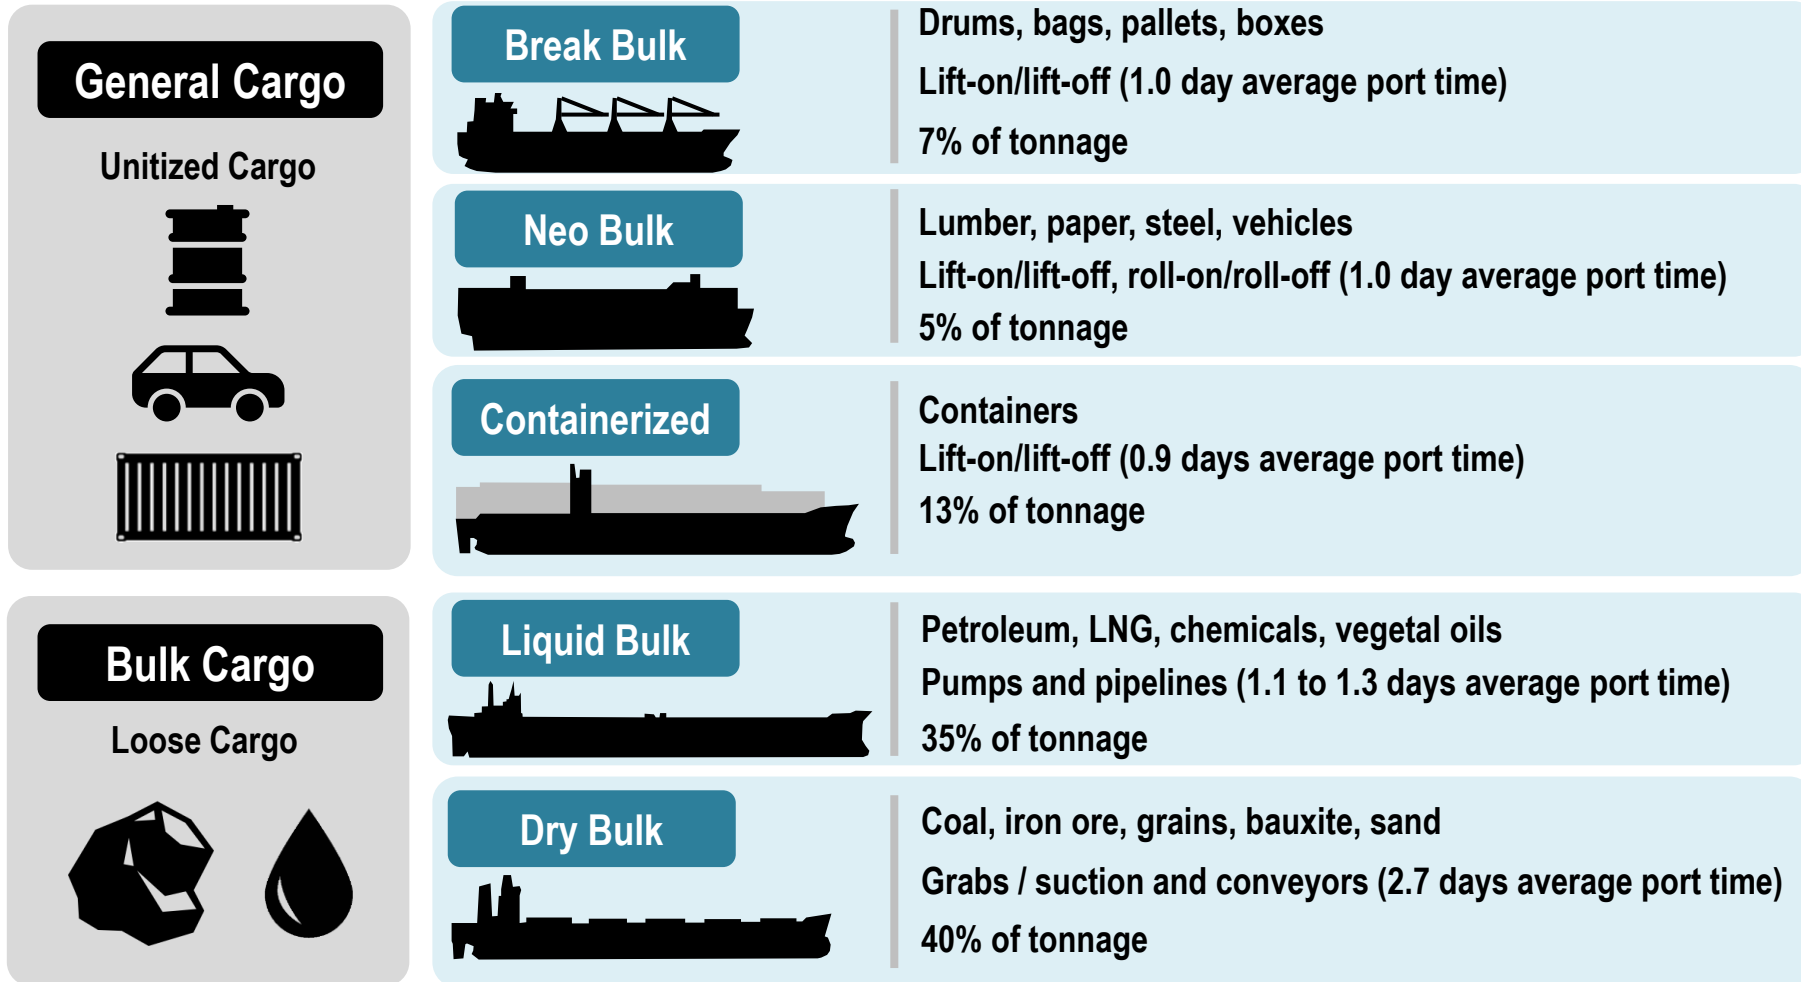 General Cargo
Unitized Cargo
Break Bulk
Drums, bags, pallets, boxes
Lift-on/lift-off (1.0 day average port time)
7% of tonnage
Neo Bulk
Lumber, paper, steel, vehicles
Lift-on/lift-off, roll-on/roll-off (1.0 day average port time)
5% of tonnage
Containerized
Containers
Lift-on/lift-off (0.9 days average port time)
13% of tonnage
Bulk Cargo
Loose Cargo
Liquid Bulk
Petroleum, LNG, chemicals, vegetal oils
Pumps and pipelines (1.1 to 1.3 days average port time)
35% of tonnage
Dry Bulk
Coal, iron ore, grains, bauxite, sand
Grabs / suction and conveyors (2.7 days average port time)
40% of tonnage